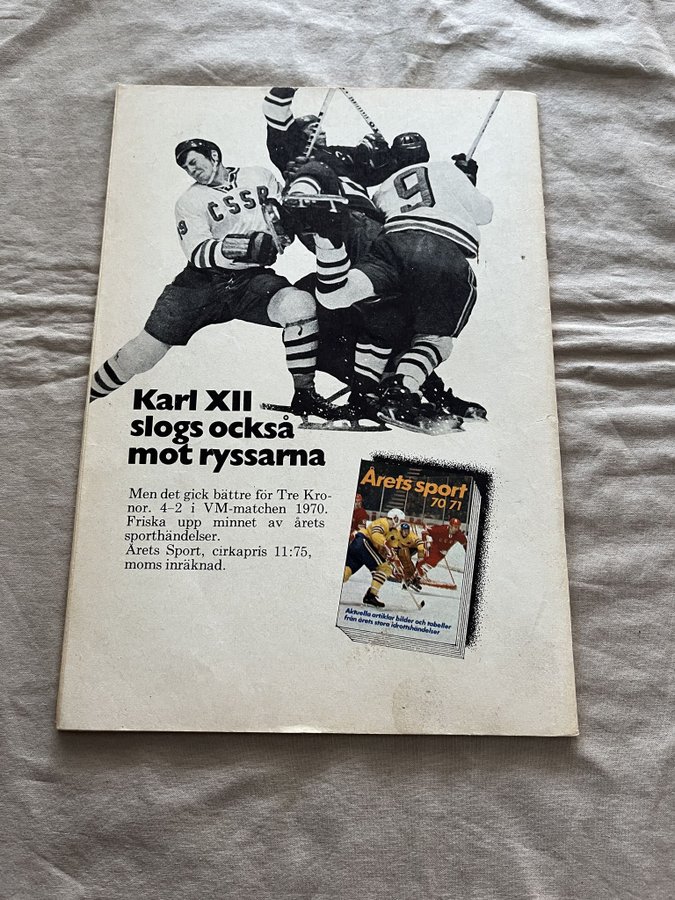 CSSR
9
9
Karl XII
slogs också
mot ryssarna
Men det gick bättre för Tre Kro-
nor. 4–2 i VM-matchen 1970.
Friska upp minnet av årets
sporthändelser.
Årets Sport, cirkapris 11:75,
moms inräknad.
Årets sport
70 71
Aktuella artiklar bilder och tabeller
från årets stora idrottshändelser